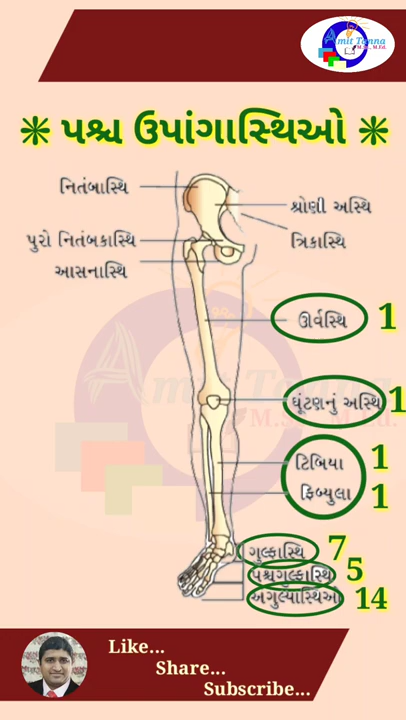 Amit Tanna
M.Sc., M.Ed.
❋ પશ્ચ ઉપાંગાસ્થિઓ ❋
નિતંબાસ્થિ
શ્રોણી અસ્થિ
પુરો નિતંબકાસ્થિ
ત્રિકાસ્થિ
આસનાસ્થિ
ઊર્વસ્થિ 1
ઘૂંટણનું અસ્થિ 1
ટિબિયા 1
ફિબ્યુલા 1
ગુલ્ફાસ્થિ 7
પશ્ચગુલ્ફાસ્થિ 5
અંગુલ્યાસ્થિઓ 14
Like...
Share...
Subscribe...